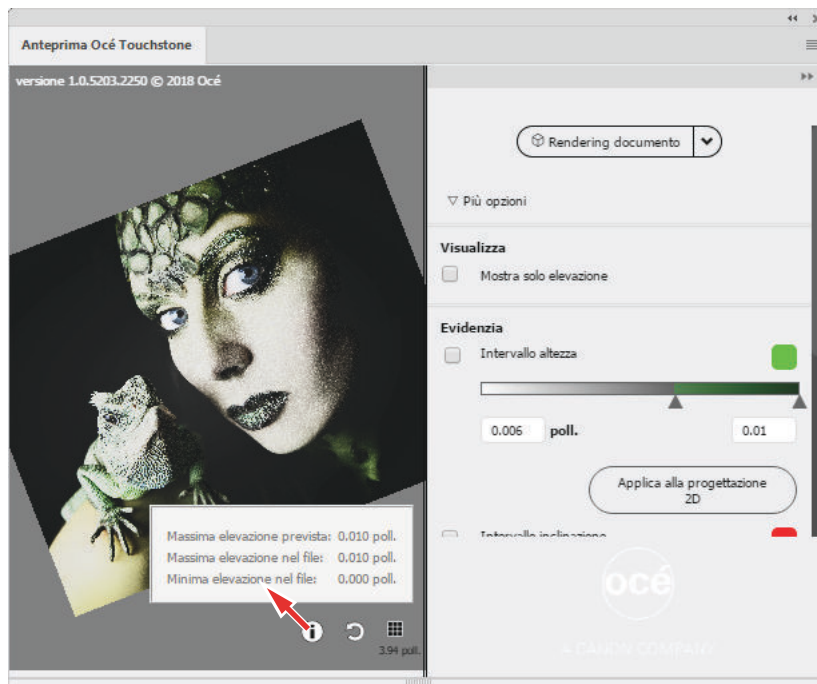 Anteprima Océ Touchstone
versione 1.0.5203.2250 © 2018 Océ
Rendering documento
Più opzioni
Visualizza
Mostra solo elevazione
Evidenzia
Intervallo altezza
0.006 poll. 0.01
Applica alla progettazione
2D
Intervallo inclinazione
Massima elevazione prevista: 0.010 poll.
Massima elevazione nel file: 0.010 poll.
Minima elevazione nel file: 0.000 poll.
3.94 poll.
océ
A CANON COMPANY